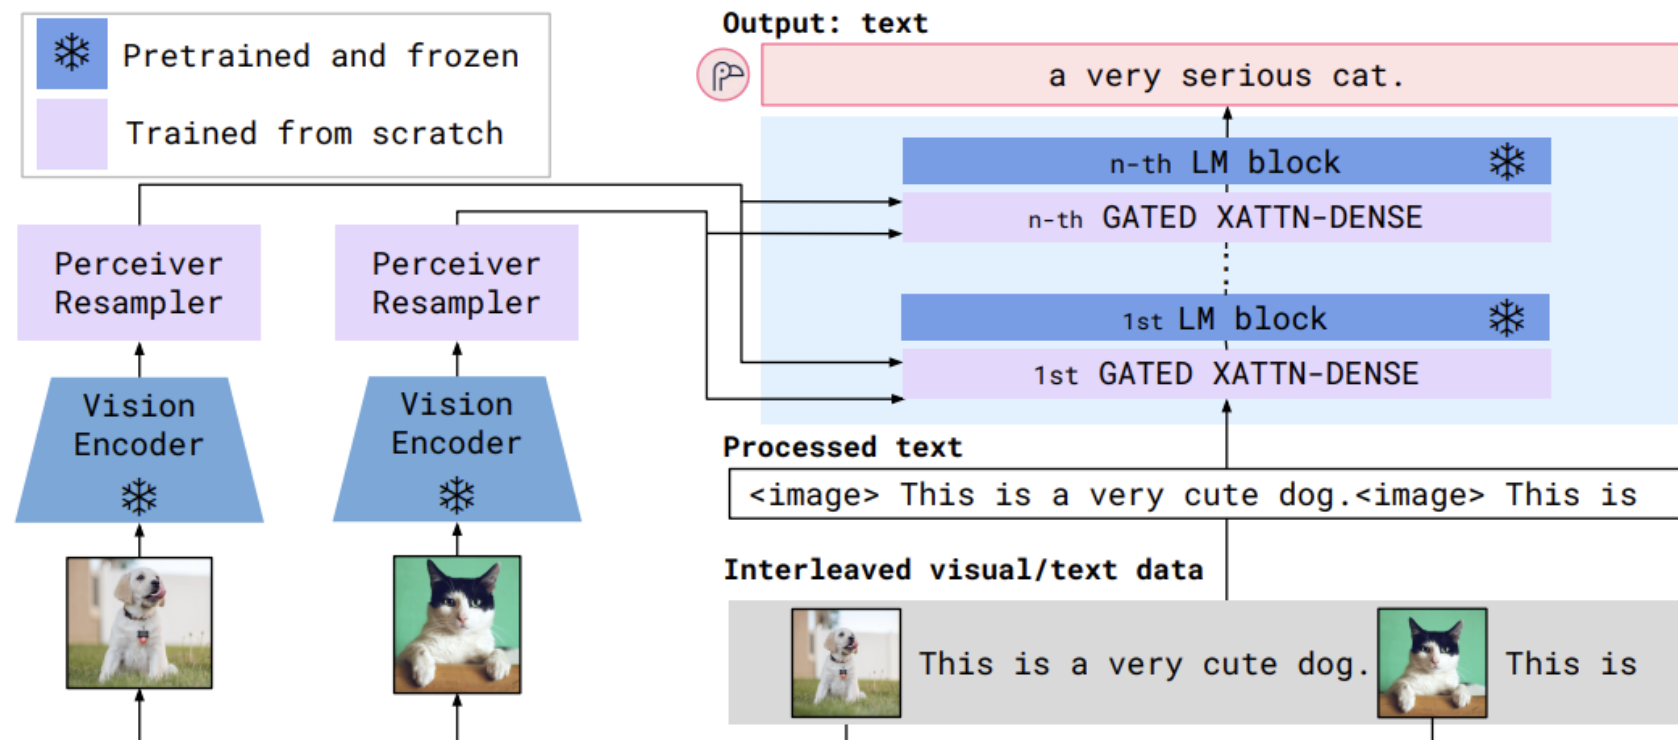 Pretrained and frozen
Trained from scratch
Perceiver
Resampler
Perceiver
Resampler
Vision
Encoder
Vision
Encoder
Output: text
a very serious cat.
n-th LM block
n-th GATED XATTN-DENSE
1st LM block
1st GATED XATTN-DENSE
Processed text
<image> This is a very cute dog.<image> This is
Interleaved visual/text data
This is a very cute dog. This is